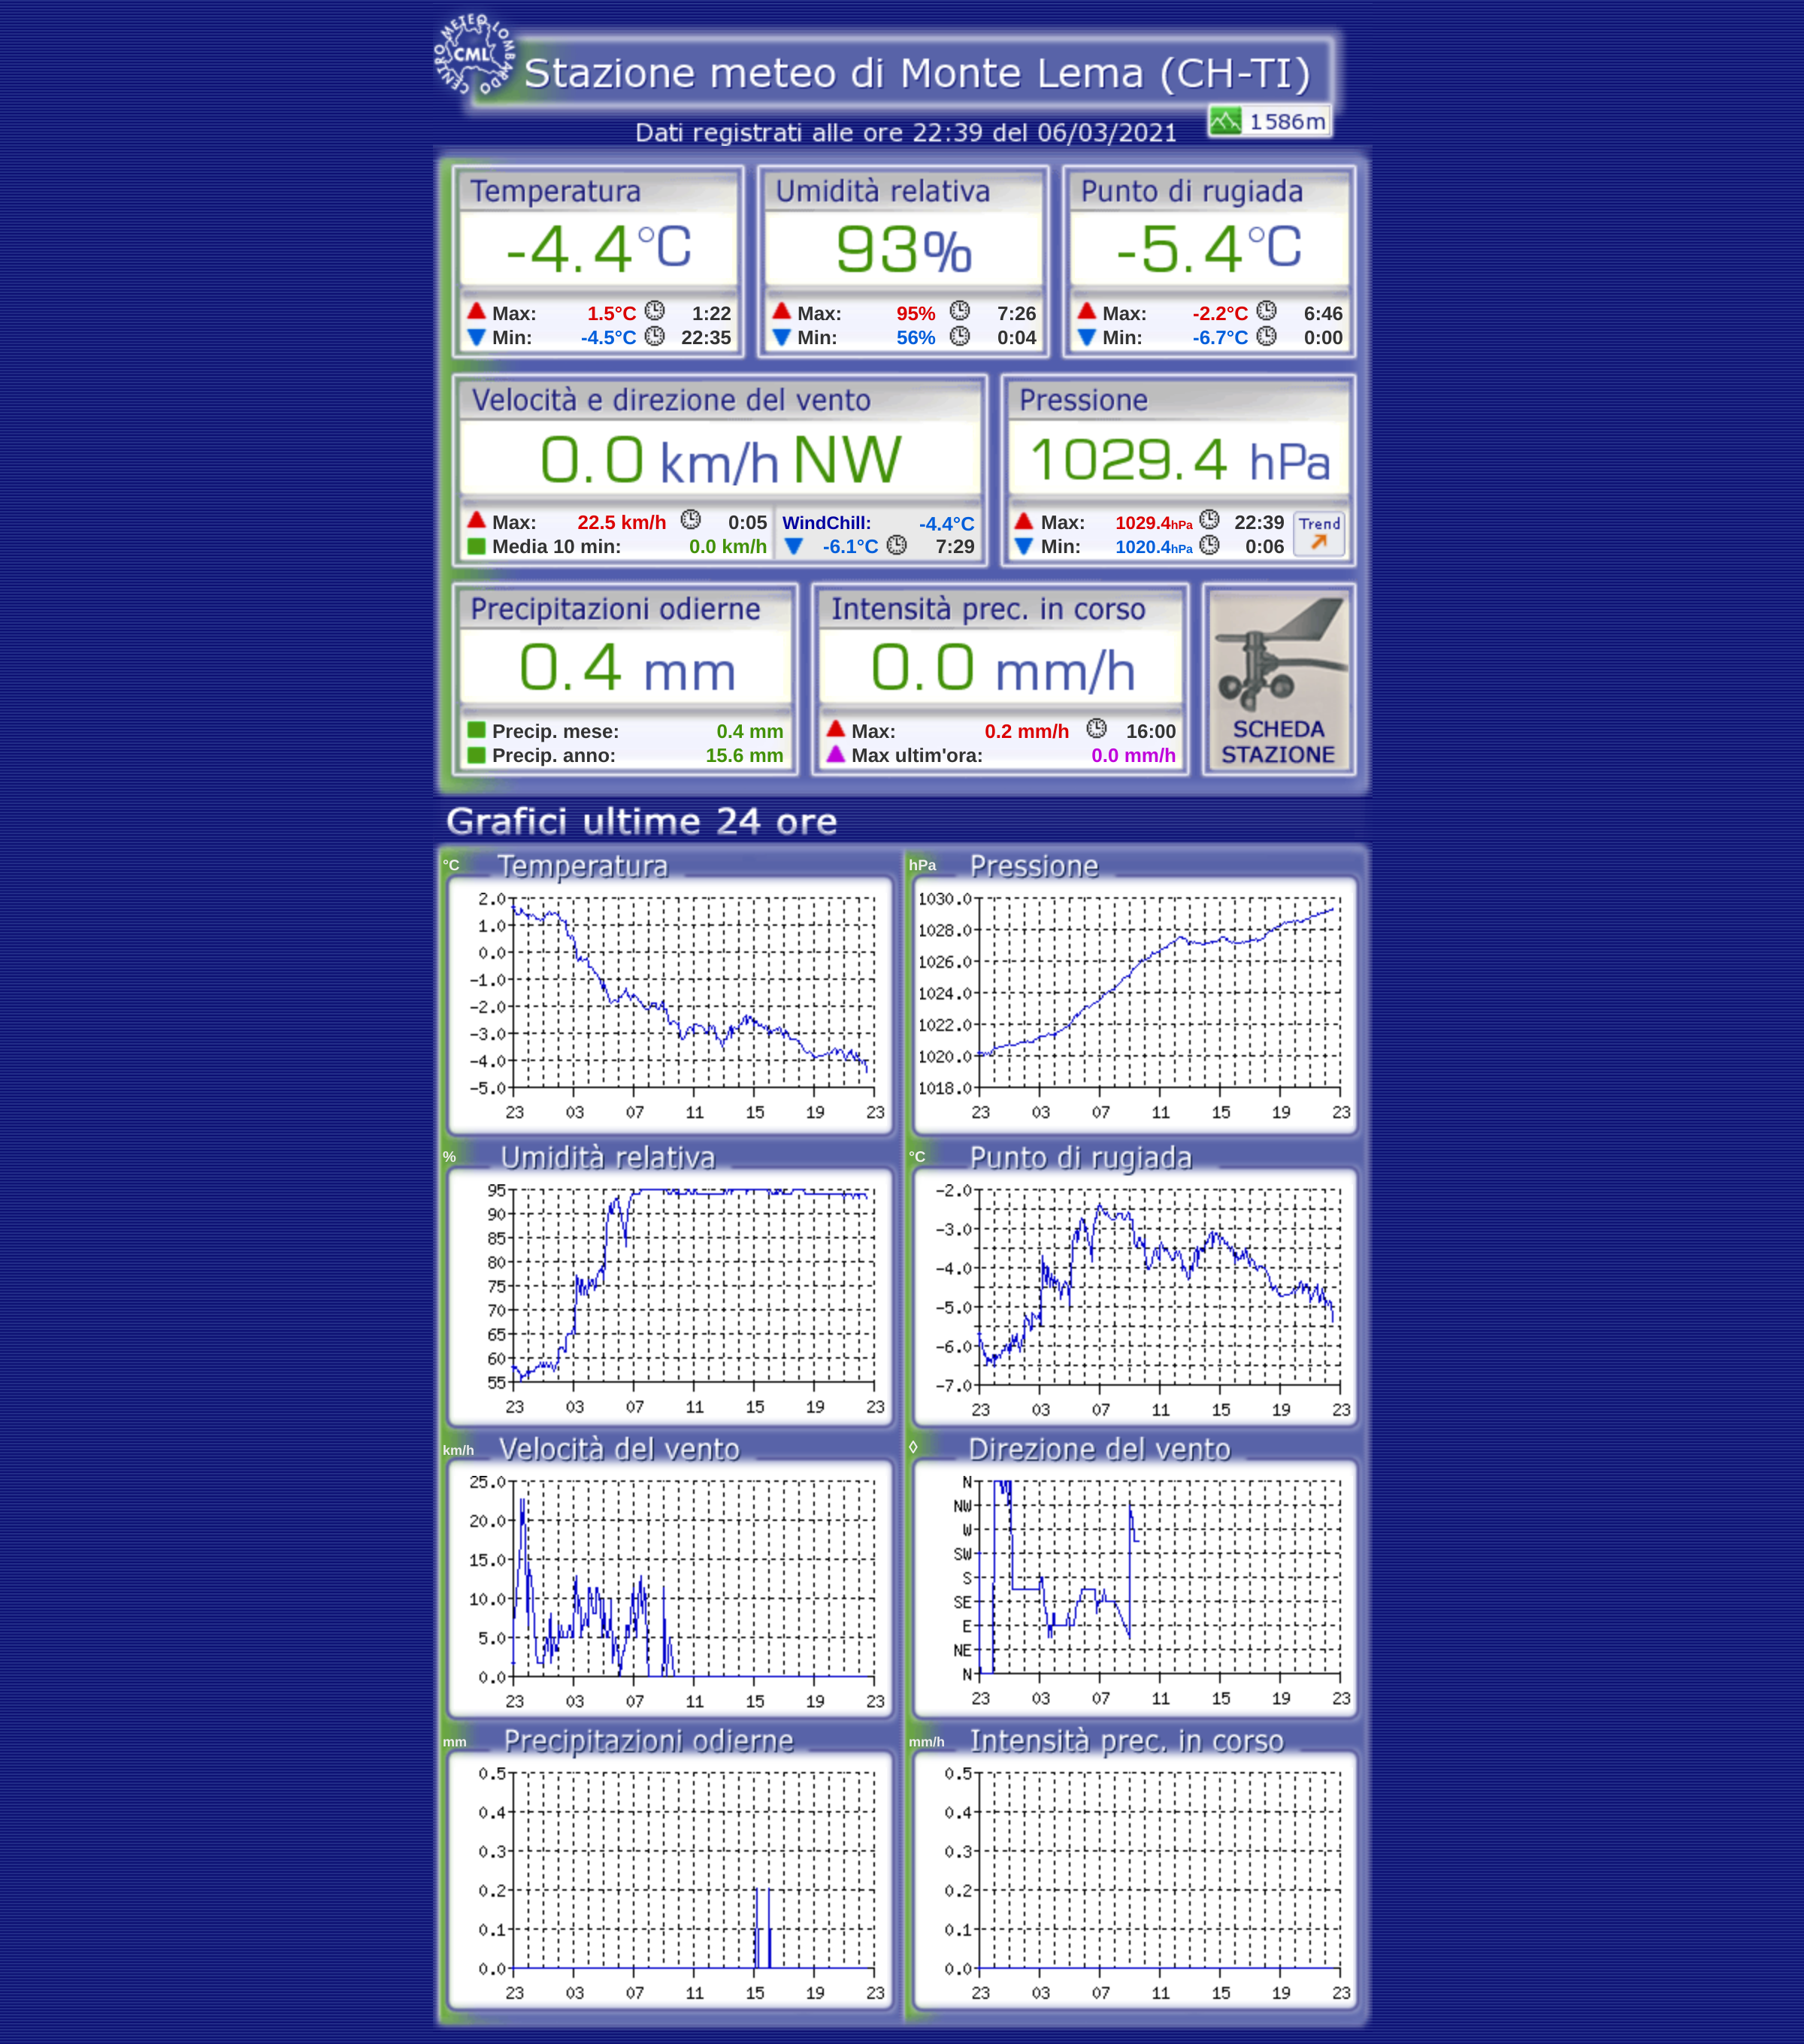 CENTRO METEO LOMBARDO
CML
Stazione meteo di Monte Lema (CH-TI)
Dati registrati alle ore 22:39 del 06/03/2021
1586m
Temperatura
-4.4°C
Max: 1.5°C 1:22
Min: -4.5°C 22:35
Umidità relativa
93%
Max: 95% 7:26
Min: 56% 0:04
Punto di rugiada
-5.4°C
Max: -2.2°C 6:46
Min: -6.7°C 0:00
Velocità e direzione del vento
0.0 km/h NW
Max: 22.5 km/h 0:05
Media 10 min: 0.0 km/h
WindChill: -4.4°C
-6.1°C 7:29
Pressione
1029.4 hPa
Max: 1029.4hPa 22:39
Min: 1020.4hPa 0:06
Trend
Precipitazioni odierne
0.4 mm
Precip. mese: 0.4 mm
Precip. anno: 15.6 mm
Intensità prec. in corso
0.0 mm/h
Max: 0.2 mm/h 16:00
Max ultim'ora: 0.0 mm/h
SCHEDA
STAZIONE
Grafici ultime 24 ore
°C Temperatura
2.0
1.0
0.0
-1.0
-2.0
-3.0
-4.0
-5.0
23 03 07 11 15 19 23
hPa Pressione
1030.0
1028.0
1026.0
1024.0
1022.0
1020.0
1018.0
23 03 07 11 15 19 23
% Umidità relativa
95
90
85
80
75
70
65
60
55
23 03 07 11 15 19 23
°C Punto di rugiada
-2.0
-3.0
-4.0
-5.0
-6.0
-7.0
23 03 07 11 15 19 23
km/h Velocità del vento
25.0
20.0
15.0
10.0
5.0
0.0
23 03 07 11 15 19 23
◊ Direzione del vento
N
NW
W
SW
S
SE
E
NE
N
23 03 07 11 15 19 23
mm Precipitazioni odierne
0.5
0.4
0.3
0.2
0.1
0.0
23 03 07 11 15 19 23
mm/h Intensità prec. in corso
0.5
0.4
0.3
0.2
0.1
0.0
23 03 07 11 15 19 23